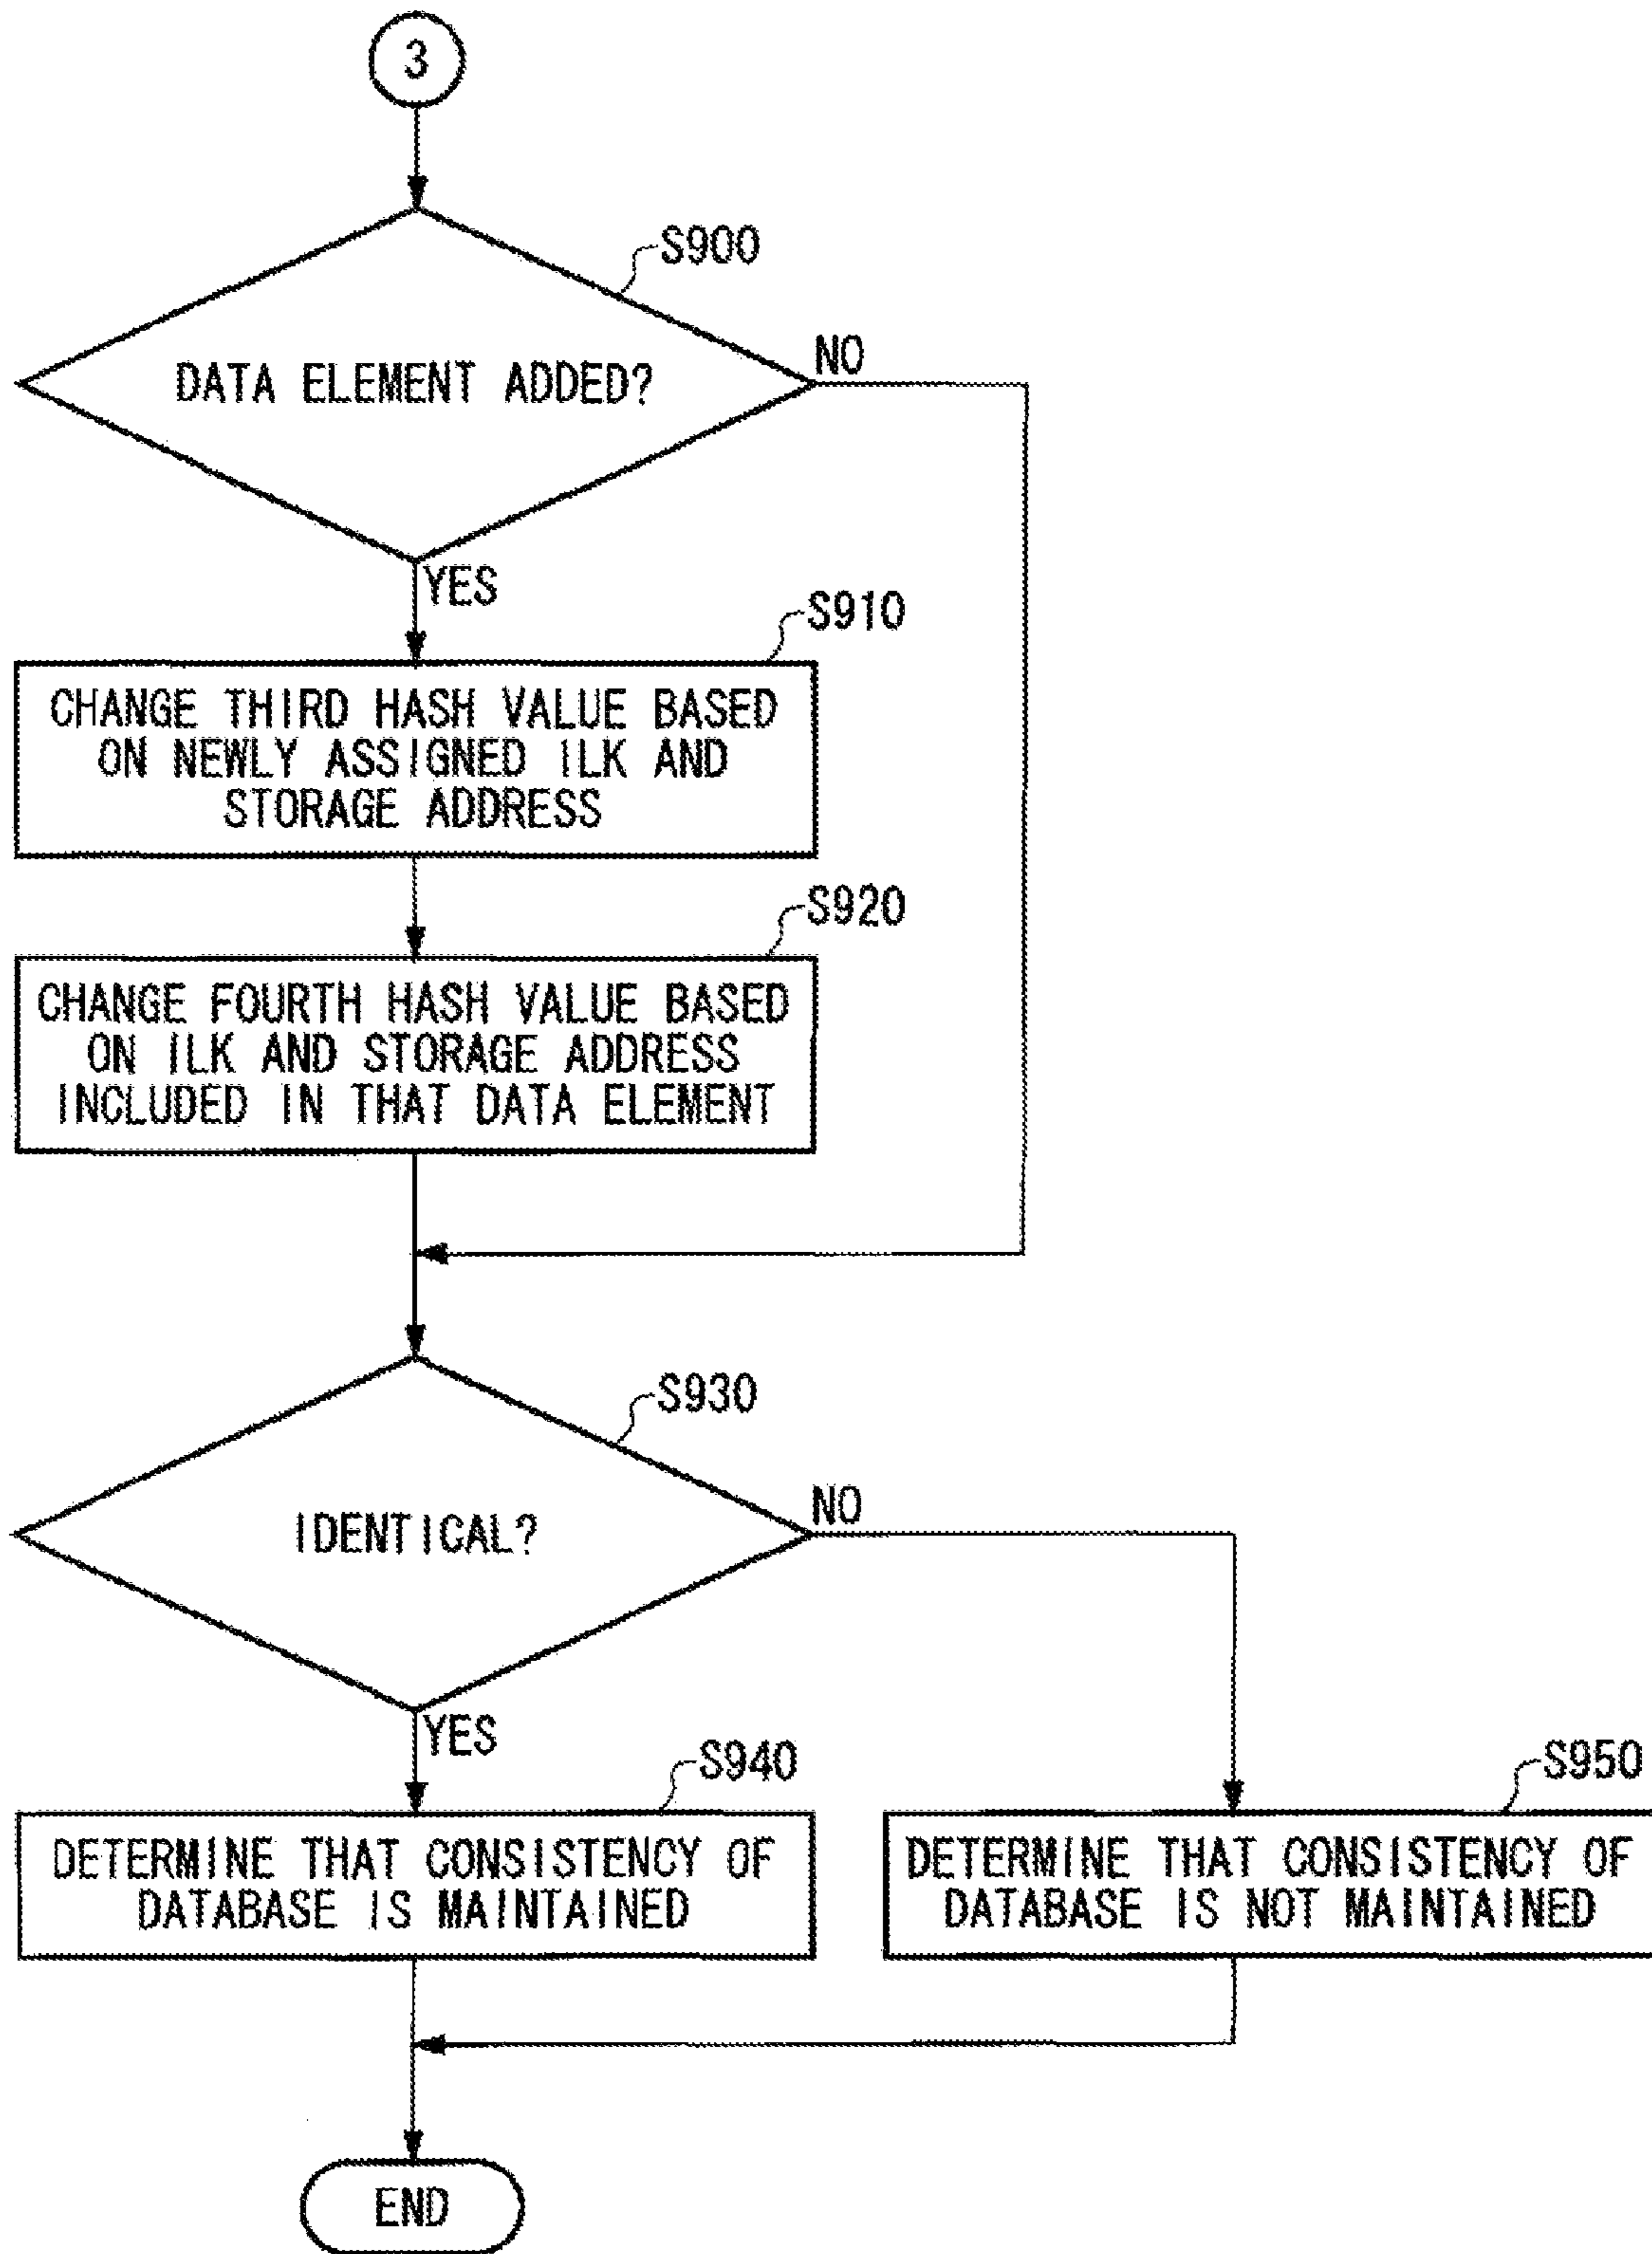 3
S900
DATA ELEMENT ADDED?
NO
YES
S910
CHANGE THIRD HASH VALUE BASED
ON NEWLY ASSIGNED ILK AND
STORAGE ADDRESS
S920
CHANGE FOURTH HASH VALUE BASED
ON ILK AND STORAGE ADDRESS
INCLUDED IN THAT DATA ELEMENT
S930
IDENTICAL?
NO
YES
S940
DETERMINE THAT CONSISTENCY OF
DATABASE IS MAINTAINED
S950
DETERMINE THAT CONSISTENCY OF
DATABASE IS NOT MAINTAINED
END